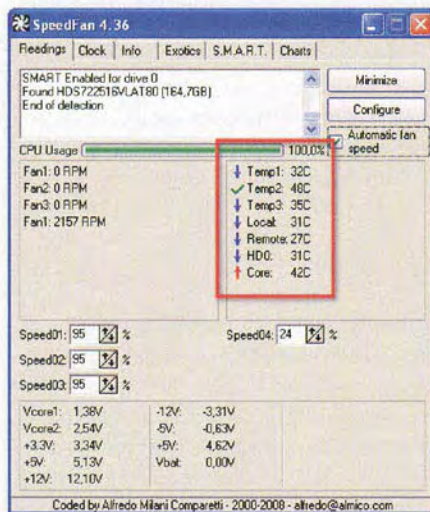 SpeedFan 4.36
Readings Clock Info Exotics S.M.A.R.T. Charts
SMART Enabled for drive 0
Found HDS722516VLAT80 (164,7GB)
End of detection
Minimize
Configure
Automatic fan speed
CPU Usage 100,0%
Fan1: 0 RPM
Fan2: 0 RPM
Fan3: 0 RPM
Fan1: 2157 RPM
Temp1: 32C
Temp2: 48C
Temp3: 35C
Local: 31C
Remote: 27C
HD0: 31C
Core: 42C
Speed01: 95 %
Speed02: 95 %
Speed03: 95 %
Speed04: 24 %
Vcore1: 1,38V
Vcore2: 2,54V
+3.3V: 3,34V
+5V: 5,13V
+12V: 12,10V
-12V: -3,31V
-5V: -0,63V
+5V: 4,62V
Vbat: 0,00V
Coded by Alfredo Milani Comparetti - 2000-2008 - alfredo@almico.com